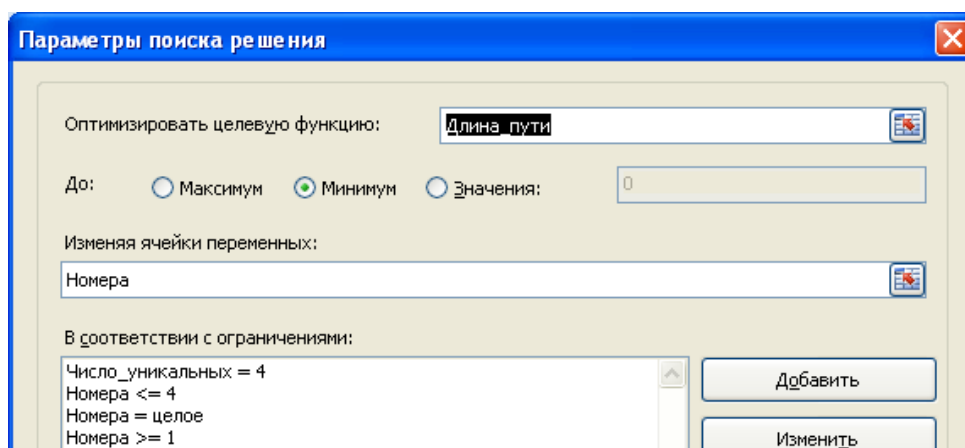 Параметры поиска решения
Оптимизировать целевую функцию: Длина_пути
До: Максимум Минимум Значения: 0
Изменяя ячейки переменных:
Номера
В соответствии с ограничениями:
Число_уникальных = 4
Номера <= 4
Номера = целое
Номера >= 1
Добавить
Изменить